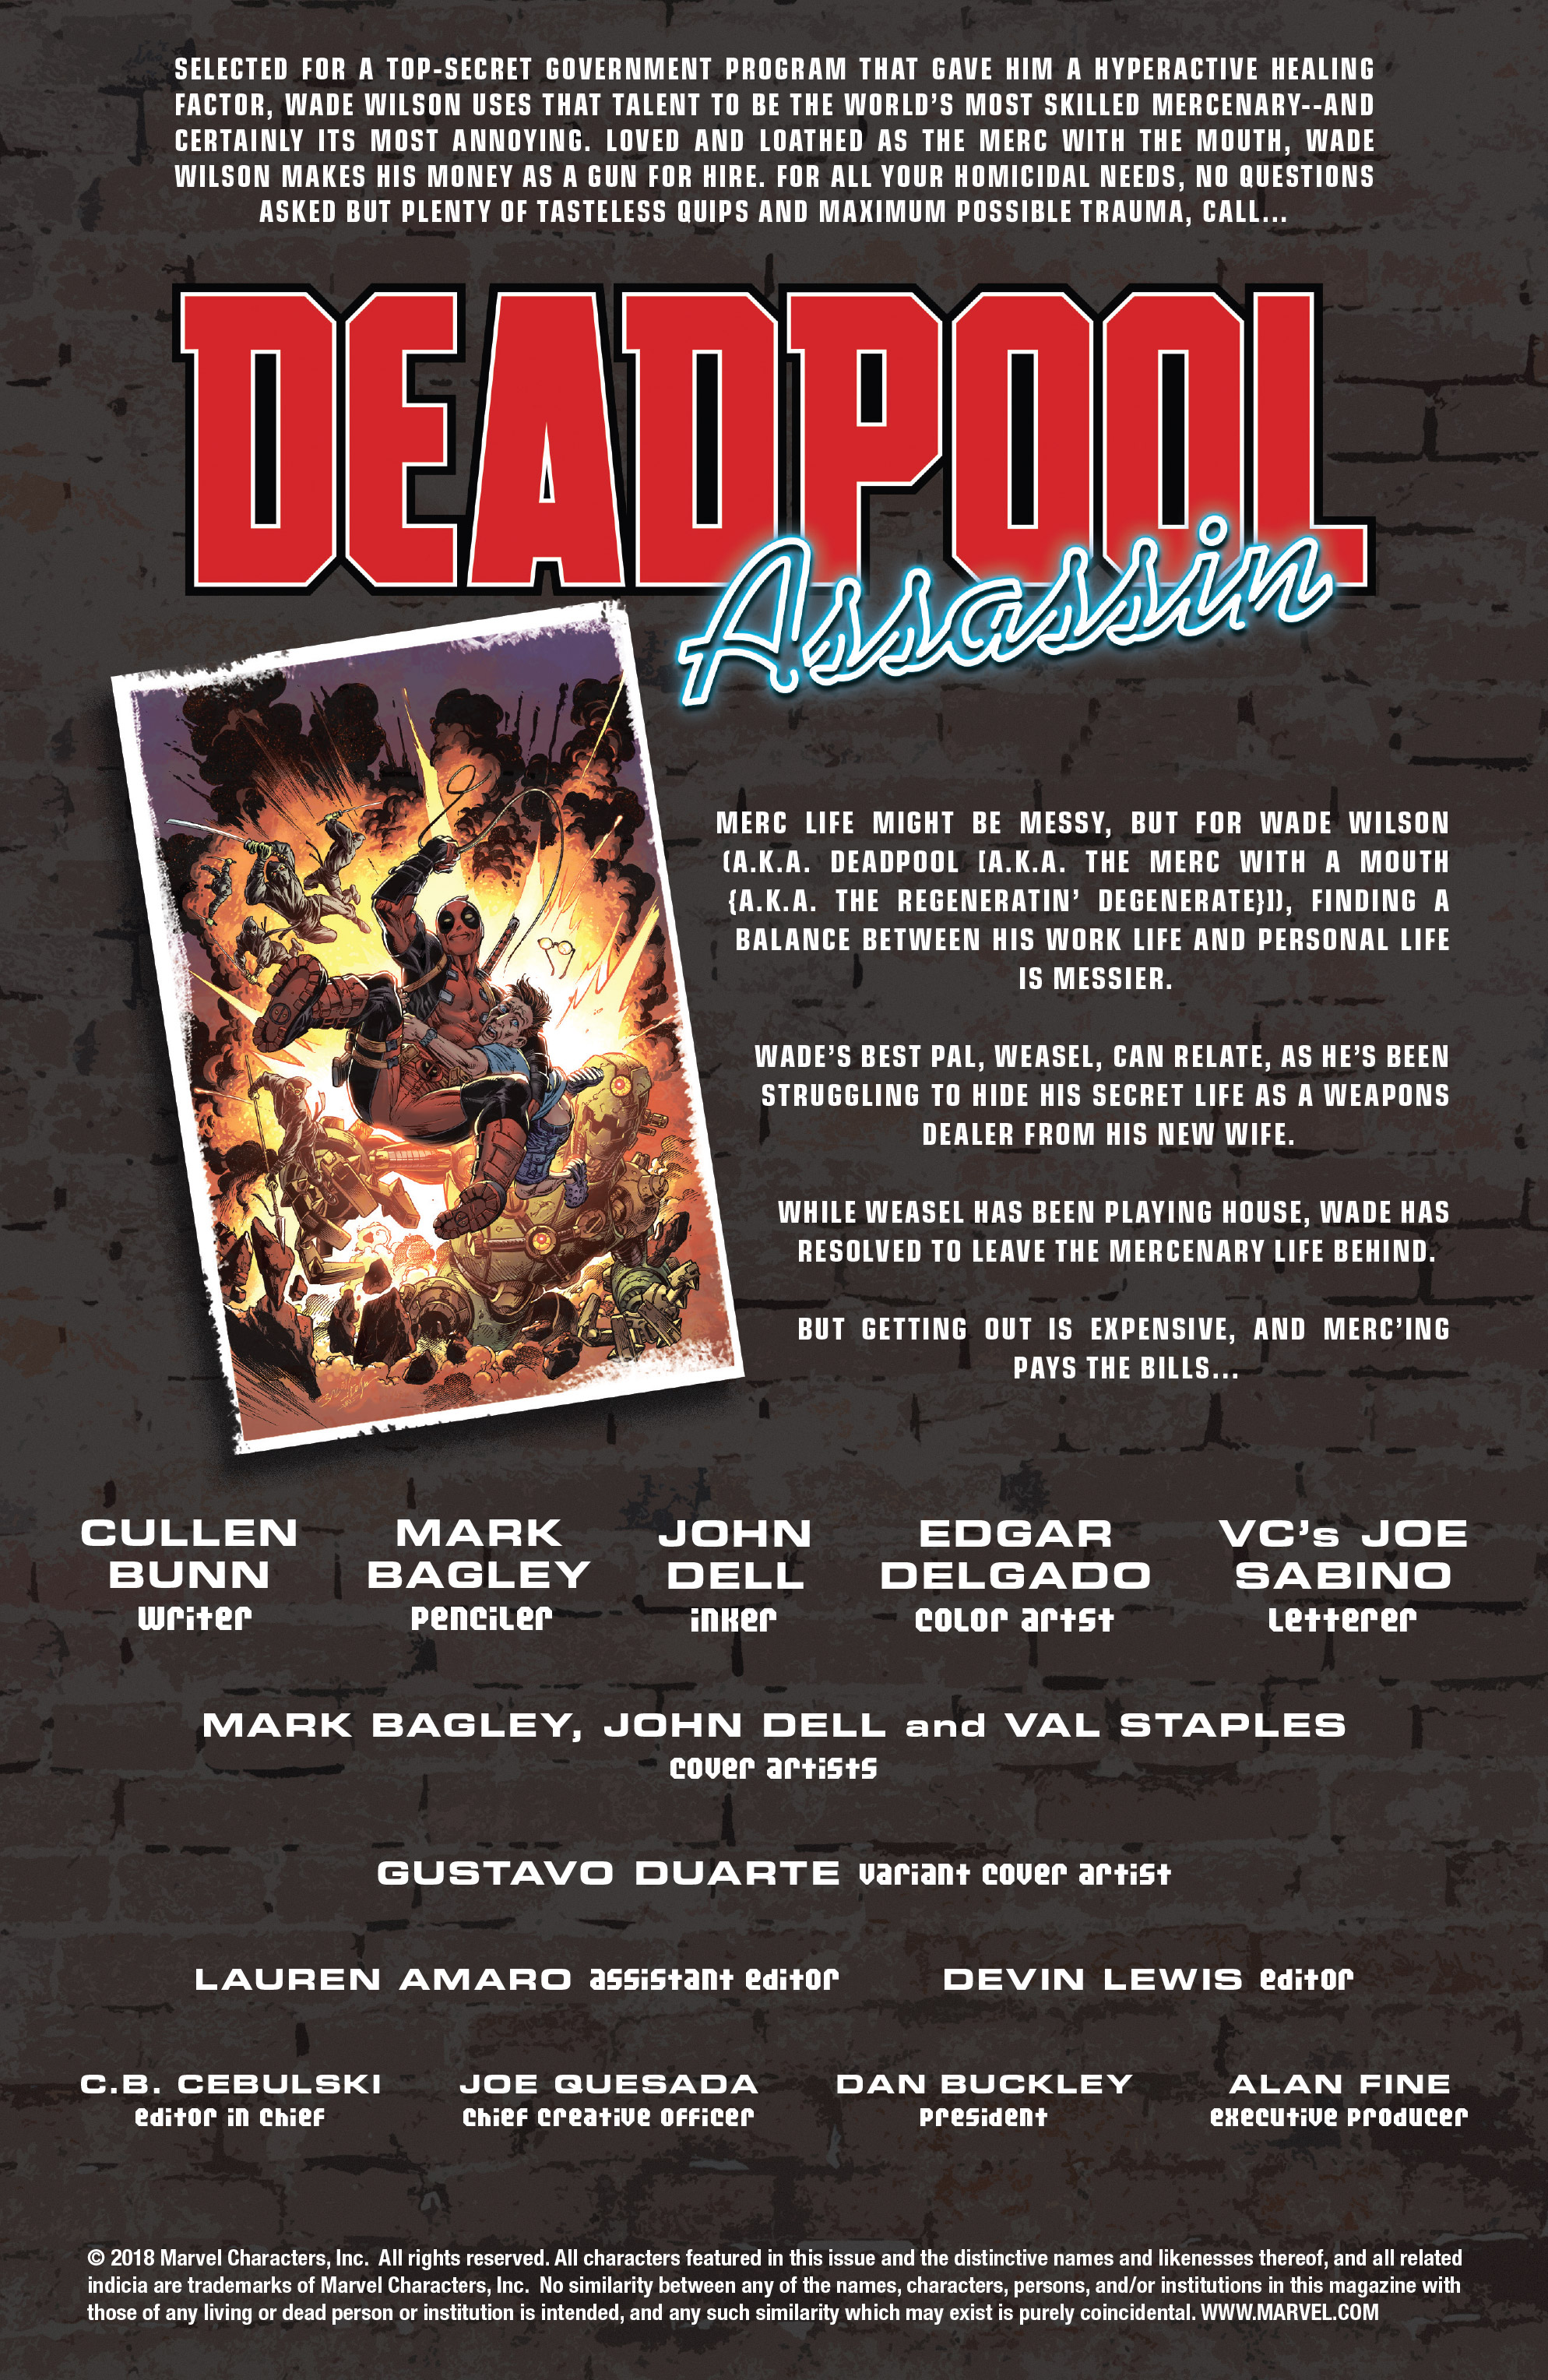 SELECTED FOR A TOP-SECRET GOVERNMENT PROGRAM THAT GAVE HIM A HYPERACTIVE HEALING
FACTOR, WADE WILSON USES THAT TALENT TO BE THE WORLD'S MOST SKILLED MERCENARY--AND
CERTAINLY ITS MOST ANNOYING. LOVED AND LOATHED AS THE MERC WITH THE MOUTH, WADE
WILSON MAKES HIS MONEY AS A GUN FOR HIRE. FOR ALL YOUR HOMICIDAL NEEDS, NO QUESTIONS
ASKED BUT PLENTY OF TASTELESS QUIPS AND MAXIMUM POSSIBLE TRAUMA, CALL...
DEADPOOL
Assassin
MERC LIFE MIGHT BE MESSY, BUT FOR WADE WILSON
(A.K.A. DEADPOOL [A.K.A. THE MERC WITH A MOUTH
{A.K.A. THE REGENERATIN' DEGENERATE}]), FINDING A
BALANCE BETWEEN HIS WORK LIFE AND PERSONAL LIFE
IS MESSIER.
WADE'S BEST PAL, WEASEL, CAN RELATE, AS HE'S BEEN
STRUGGLING TO HIDE HIS SECRET LIFE AS A WEAPONS
DEALER FROM HIS NEW WIFE.
WHILE WEASEL HAS BEEN PLAYING HOUSE, WADE HAS
RESOLVED TO LEAVE THE MERCENARY LIFE BEHIND.
BUT GETTING OUT IS EXPENSIVE, AND MERC'ING
PAYS THE BILLS...
CULLEN BUNN writer
MARK BAGLEY penciler
JOHN DELL inker
EDGAR DELGADO color artst
VC's JOE SABINO letterer
MARK BAGLEY, JOHN DELL and VAL STAPLES
cover artists
GUSTAVO DUARTE variant cover artist
LAUREN AMARO assistant editor
DEVIN LEWIS editor
C.B. CEBULSKI editor in chief
JOE QUESADA chief creative officer
DAN BUCKLEY president
ALAN FINE executive producer
© 2018 Marvel Characters, Inc. All rights reserved. All characters featured in this issue and the distinctive names and likenesses thereof, and all related
indicia are trademarks of Marvel Characters, Inc. No similarity between any of the names, characters, persons, and/or institutions in this magazine with
those of any living or dead person or institution is intended, and any such similarity which may exist is purely coincidental. WWW.MARVEL.COM